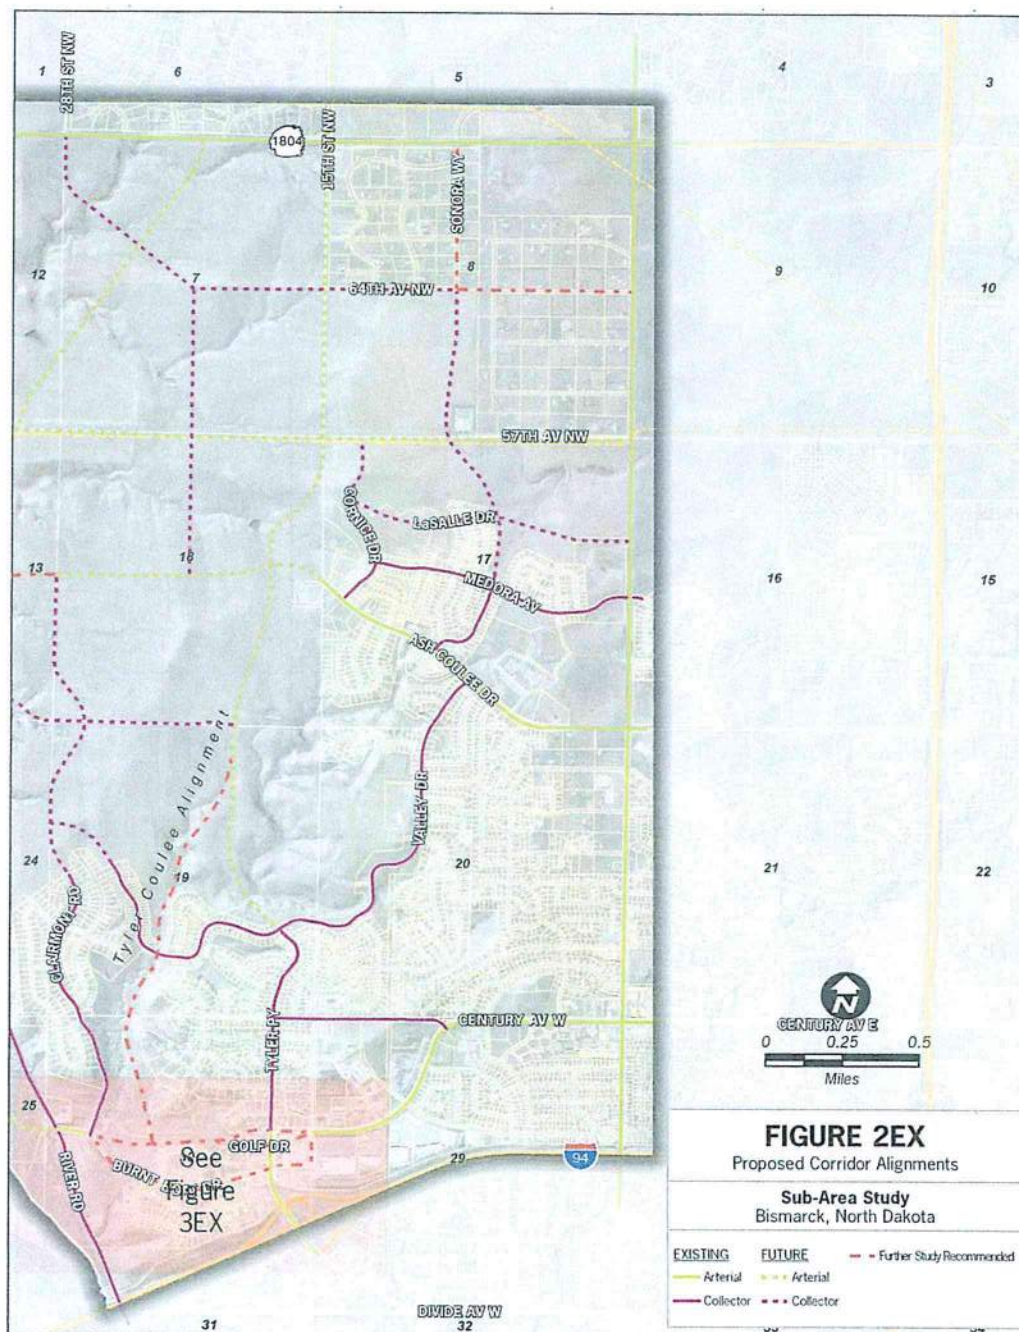 1
28TH ST NW
6
5
4
3
1804
15TH ST NW
SONORA WY
12
7
8
9
10
64TH AV NW
57TH AV NW
CORNICE DR
LaSALLE DR
13
18
17
16
15
MEDORA AV
ASH COULEE DR
Tyler Coulee Alignment
VALLEY DR
24
19
20
21
22
CLAIRMONT RD
TYLER PY
CENTURY AV W
N
CENTURY AV E
0 0.25 0.5
Miles
25
GOLF DR
See
Figure
3EX
RIVER RD
29
94
FIGURE 2EX
Proposed Corridor Alignments
Sub-Area Study
Bismarck, North Dakota
EXISTING FUTURE Further Study Recommended
Arterial Arterial
Collector Collector
DIVIDE AV W
31
32